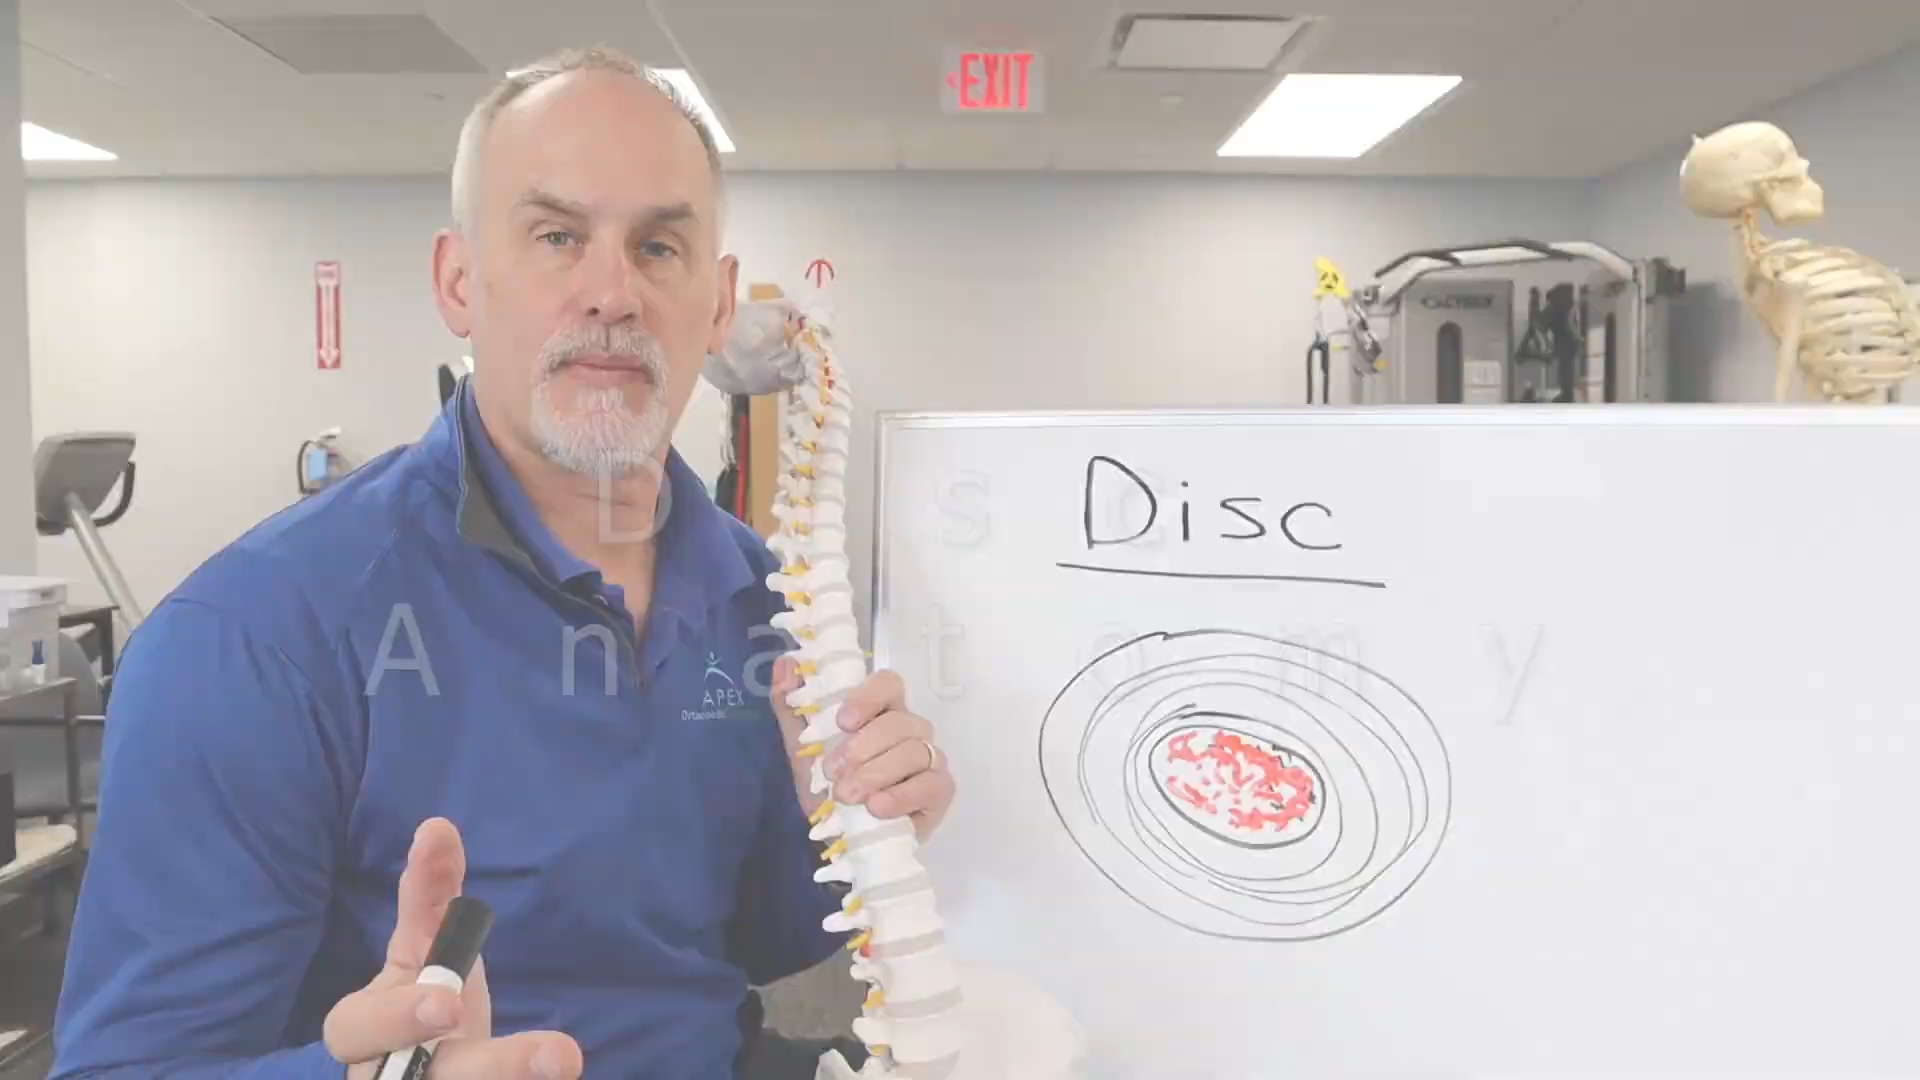 EXIT
Disc
Disc
Anatomy
APEX
CYBEX